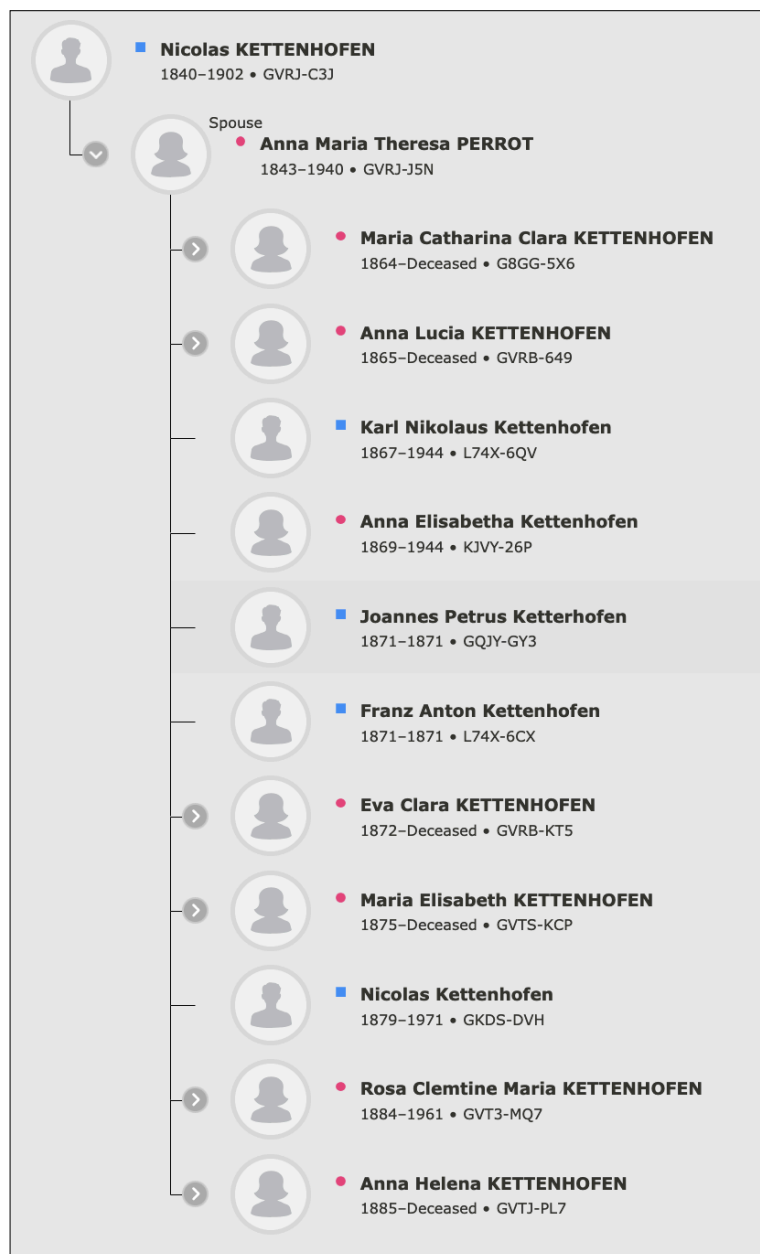 Nicolas KETTENHOFEN
1840–1902 • GVRJ-C3J
Spouse
Anna Maria Theresa PERROT
1843–1940 • GVRJ-J5N
Maria Catharina Clara KETTENHOFEN
1864–Deceased • G8GG-5X6
Anna Lucia KETTENHOFEN
1865–Deceased • GVRB-649
Karl Nikolaus Kettenhofen
1867–1944 • L74X-6QV
Anna Elisabetha Kettenhofen
1869–1944 • KJVY-26P
Joannes Petrus Ketterhofen
1871–1871 • GQJY-GY3
Franz Anton Kettenhofen
1871–1871 • L74X-6CX
Eva Clara KETTENHOFEN
1872–Deceased • GVRB-KT5
Maria Elisabeth KETTENHOFEN
1875–Deceased • GVTS-KCP
Nicolas Kettenhofen
1879–1971 • GKDS-DVH
Rosa Clemtine Maria KETTENHOFEN
1884–1961 • GVT3-MQ7
Anna Helena KETTENHOFEN
1885–Deceased • GVTJ-PL7